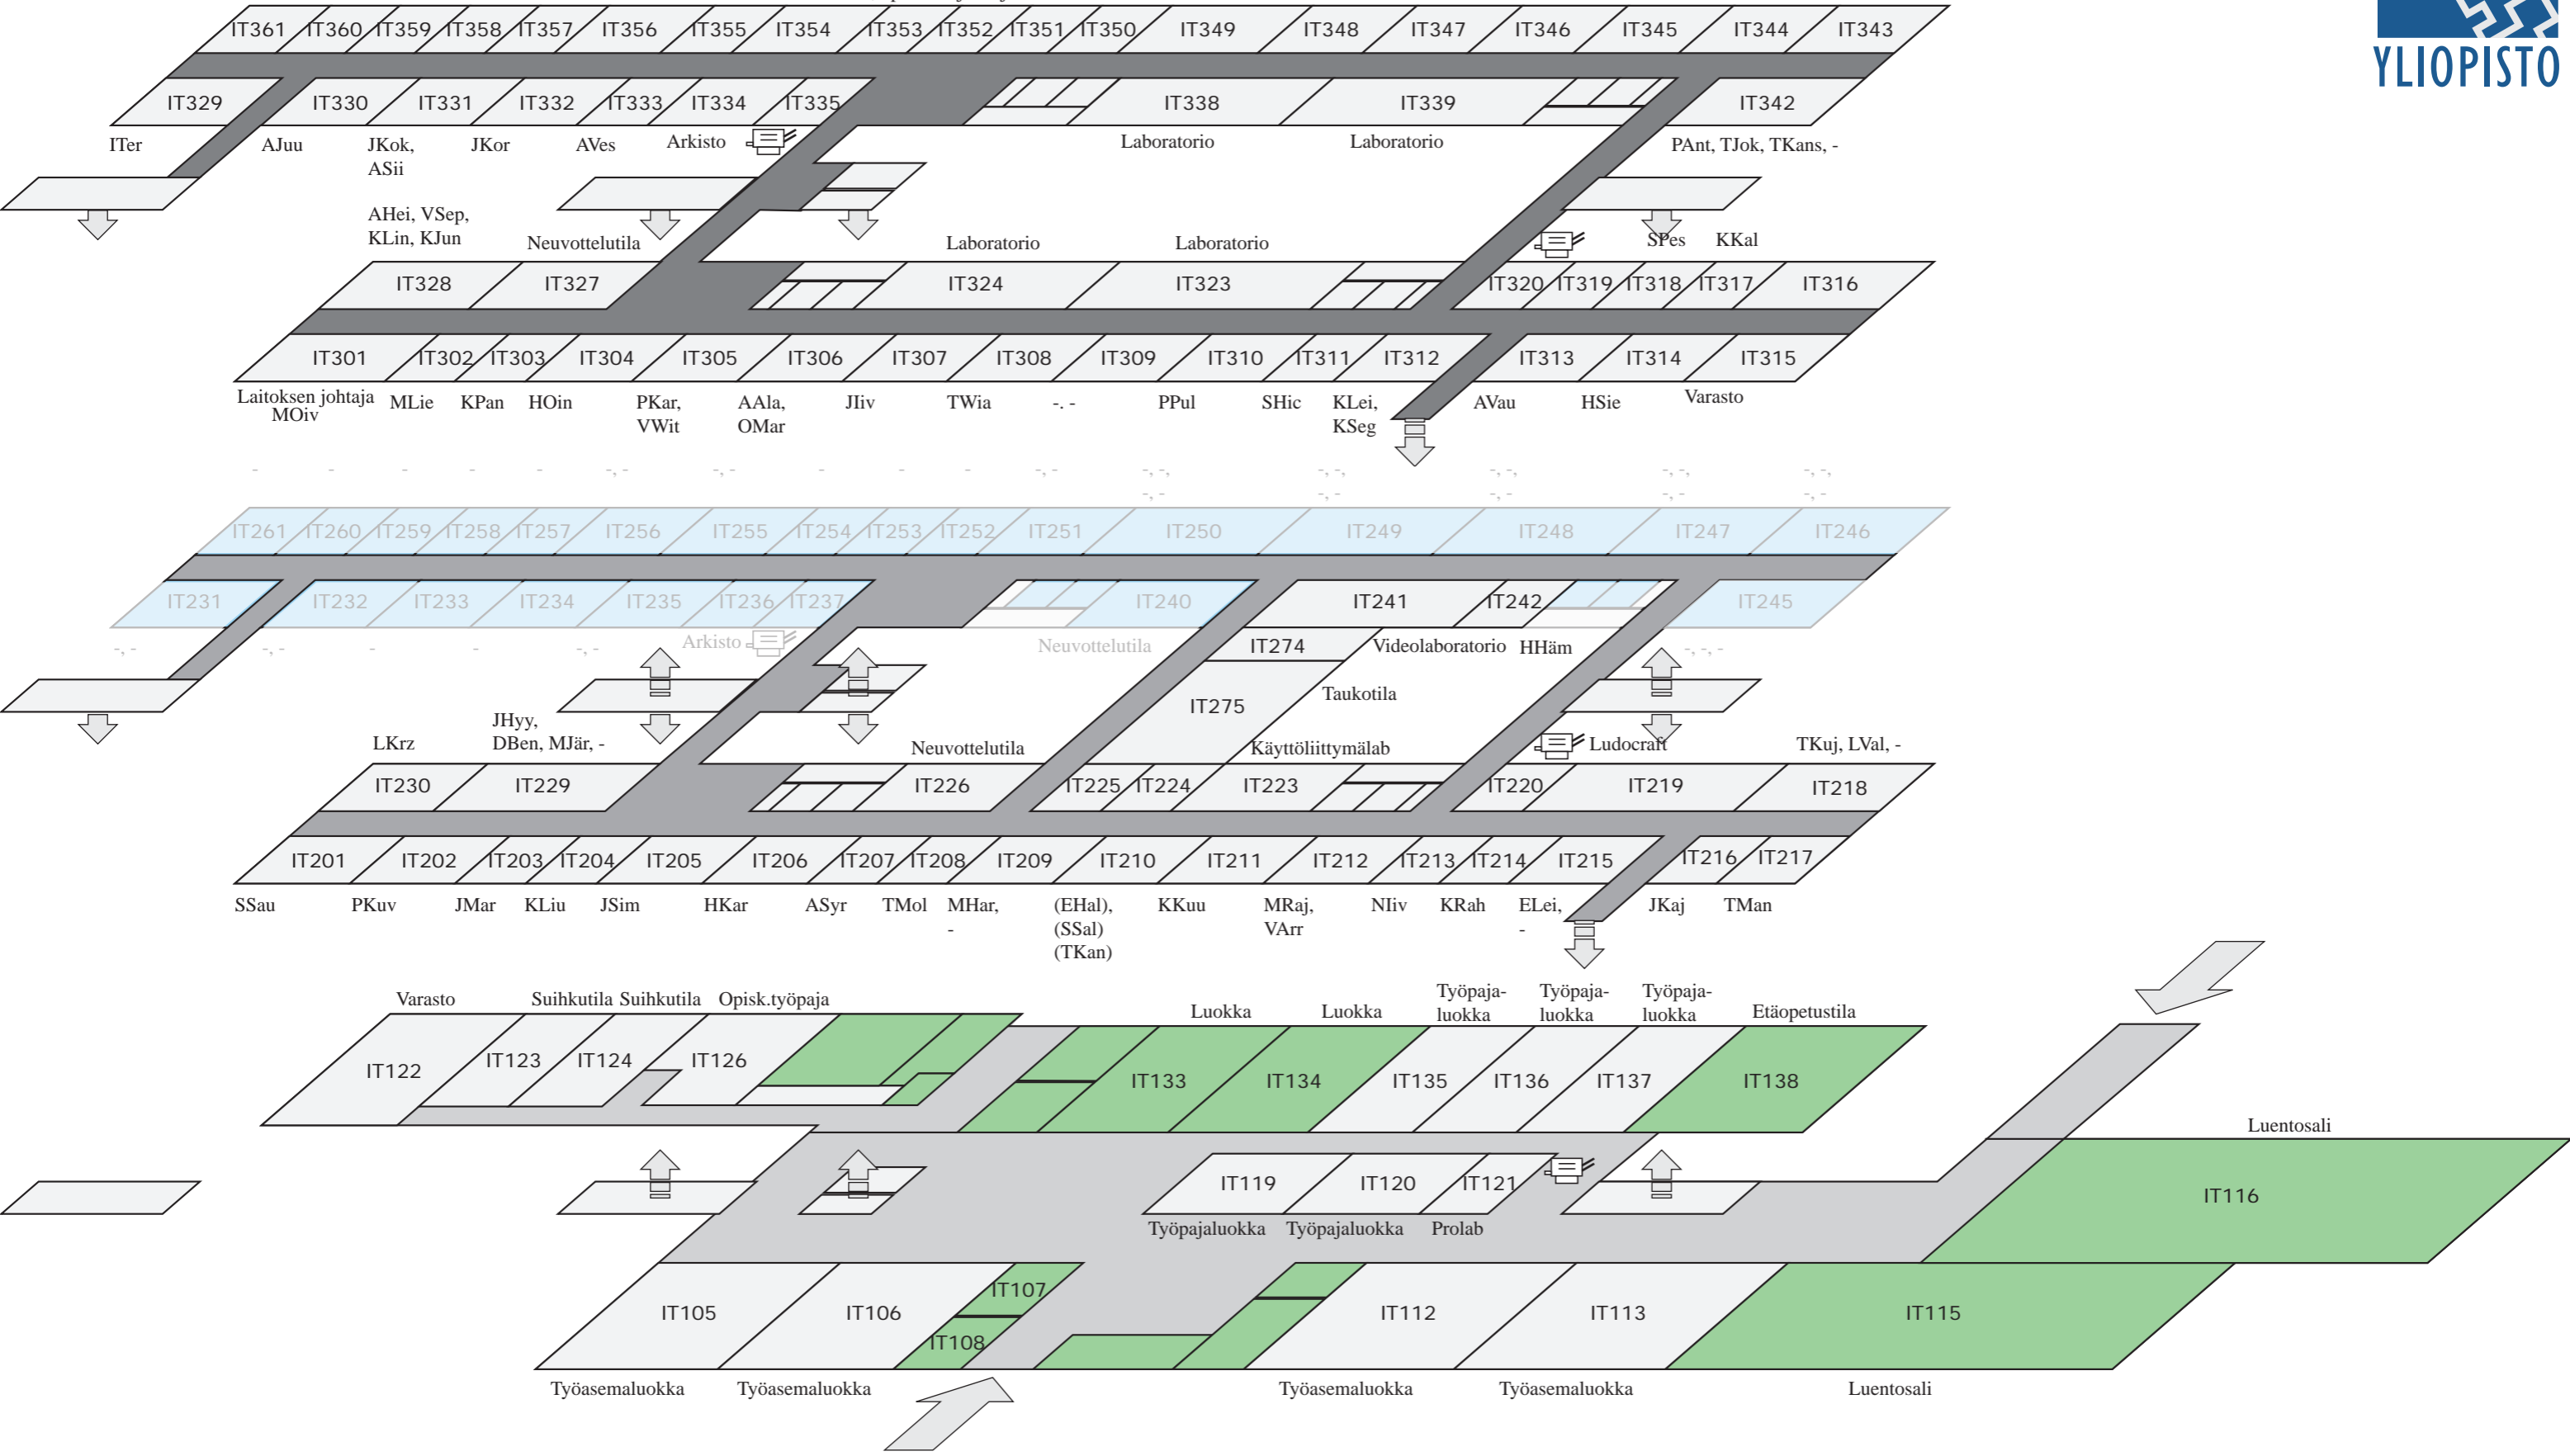 YLIOPISTO
IT361 IT360 IT359 IT358 IT357 IT356 IT355 IT354 IT353 IT352 IT351 IT350 IT349 IT348 IT347 IT346 IT345 IT344 IT343
IT329 IT330 IT331 IT332 IT333 IT334 IT335 IT338 IT339 IT342
ITer AJuu JKok, JKor AVes Arkisto Laboratorio Laboratorio PAnt, TJok, TKans, -
ASii
AHei, VSep,
KLin, KJun Neuvottelutila Laboratorio Laboratorio SPes KKal
IT328 IT327 IT324 IT323 IT320 IT319 IT318 IT317 IT316
IT301 IT302 IT303 IT304 IT305 IT306 IT307 IT308 IT309 IT310 IT311 IT312 IT313 IT314 IT315
Laitoksen johtaja MLie KPan HOin PKar, AAla, JIiv TWia -. - PPul SHic KLei, AVau HSie Varasto
MOiv VWit OMar KSeg
- - - - - -, - -, - - - - -, - -, -, -, -, -, -, -, -, -, -,
-, - -, - -, - -, - -, -
IT261 IT260 IT259 IT258 IT257 IT256 IT255 IT254 IT253 IT252 IT251 IT250 IT249 IT248 IT247 IT246
IT231 IT232 IT233 IT234 IT235 IT236 IT237 IT240 IT241 IT242 IT245
-, - -, - - - -, - Arkisto Neuvottelutila IT274 Videolaboratorio HHäm -, -, -
IT275 Taukotila
JHyy,
LKrz DBen, MJär, - Neuvottelutila Käyttöliittymälab Ludocraft TKuj, LVal, -
IT230 IT229 IT226 IT225 IT224 IT223 IT220 IT219 IT218
IT201 IT202 IT203 IT204 IT205 IT206 IT207 IT208 IT209 IT210 IT211 IT212 IT213 IT214 IT215 IT216 IT217
SSau PKuv JMar KLiu JSim HKar ASyr TMol MHar, (EHal), KKuu MRaj, NIiv KRah ELei, JKaj TMan
- (SSal) VArr -
(TKan)
Varasto Suihkutila Suihkutila Opisk.työpaja Luokka Luokka Työpaja- Työpaja- Työpaja- Etäopetustila
luokka luokka luokka
IT122 IT123 IT124 IT126 IT133 IT134 IT135 IT136 IT137 IT138
Luentosali
IT119 IT120 IT121 IT116
Työpajaluokka Työpajaluokka Prolab
IT107
IT105 IT106 IT112 IT113 IT115
IT108
Työasemaluokka Työasemaluokka Työasemaluokka Työasemaluokka Luentosali